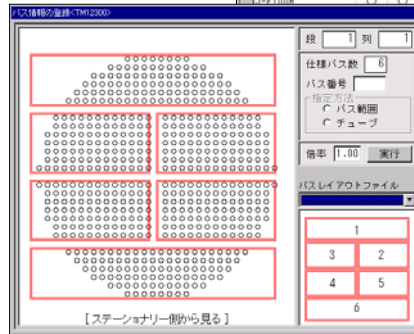 パス情報の登録<TM12300>
段 1 列 1
仕様パス数 6
パス番号
指定方法
パス範囲
チューブ
倍率 1.00 実行
パスレイアウトファイル
1
3 2
4 5
6
[ ステーショナリー側から見る ]